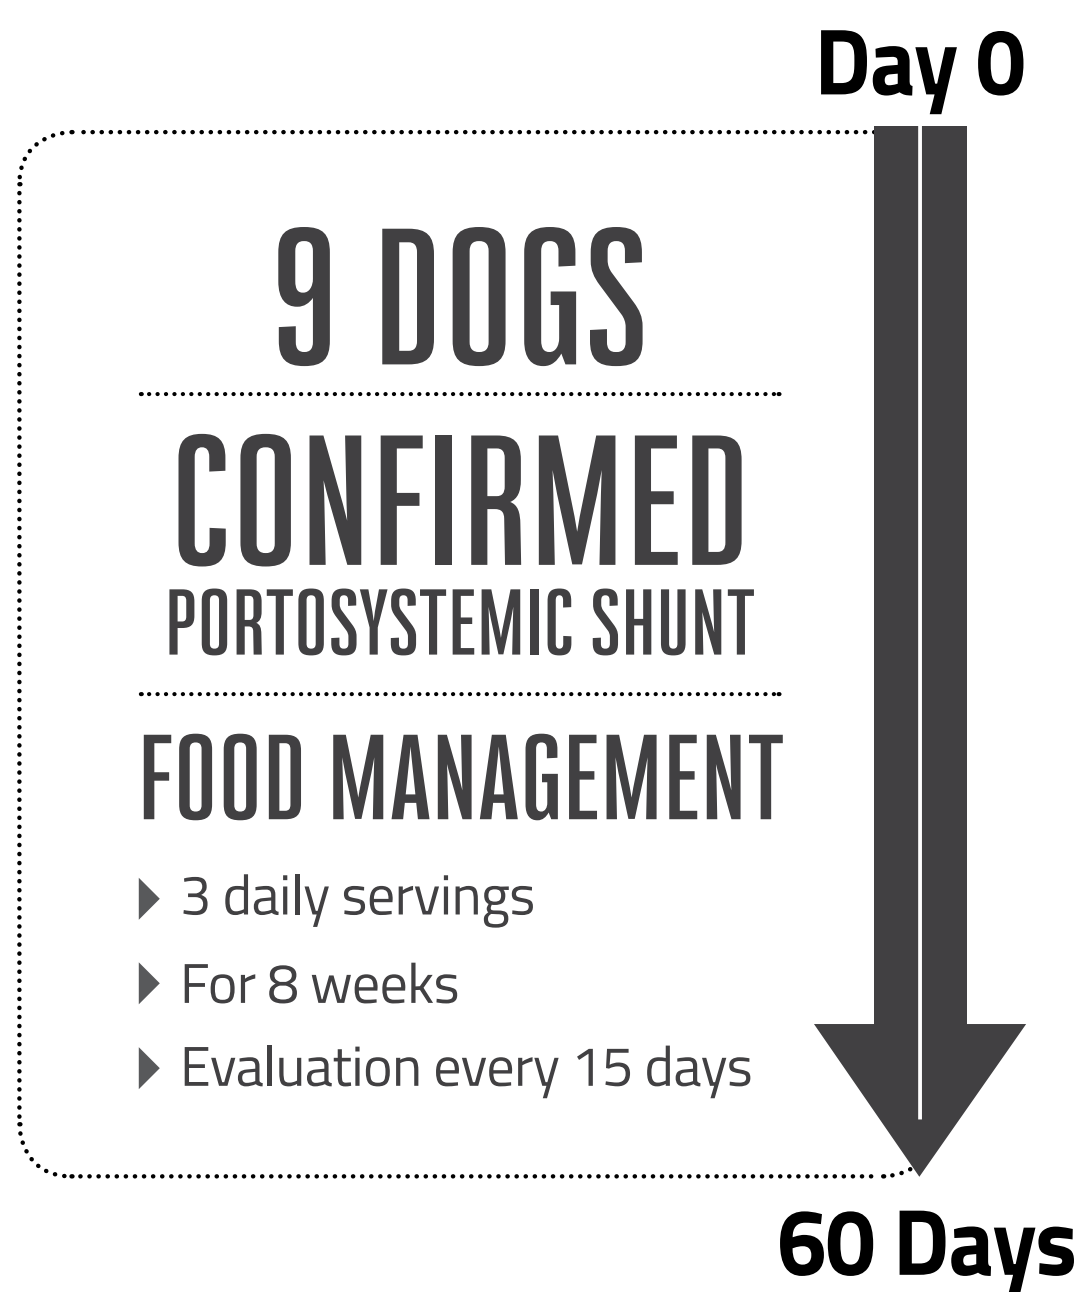 Day 0
9 DOGS
CONFIRMED
PORTOSYSTEMIC SHUNT
FOOD MANAGEMENT
3 daily servings
For 8 weeks
Evaluation every 15 days
60 Days